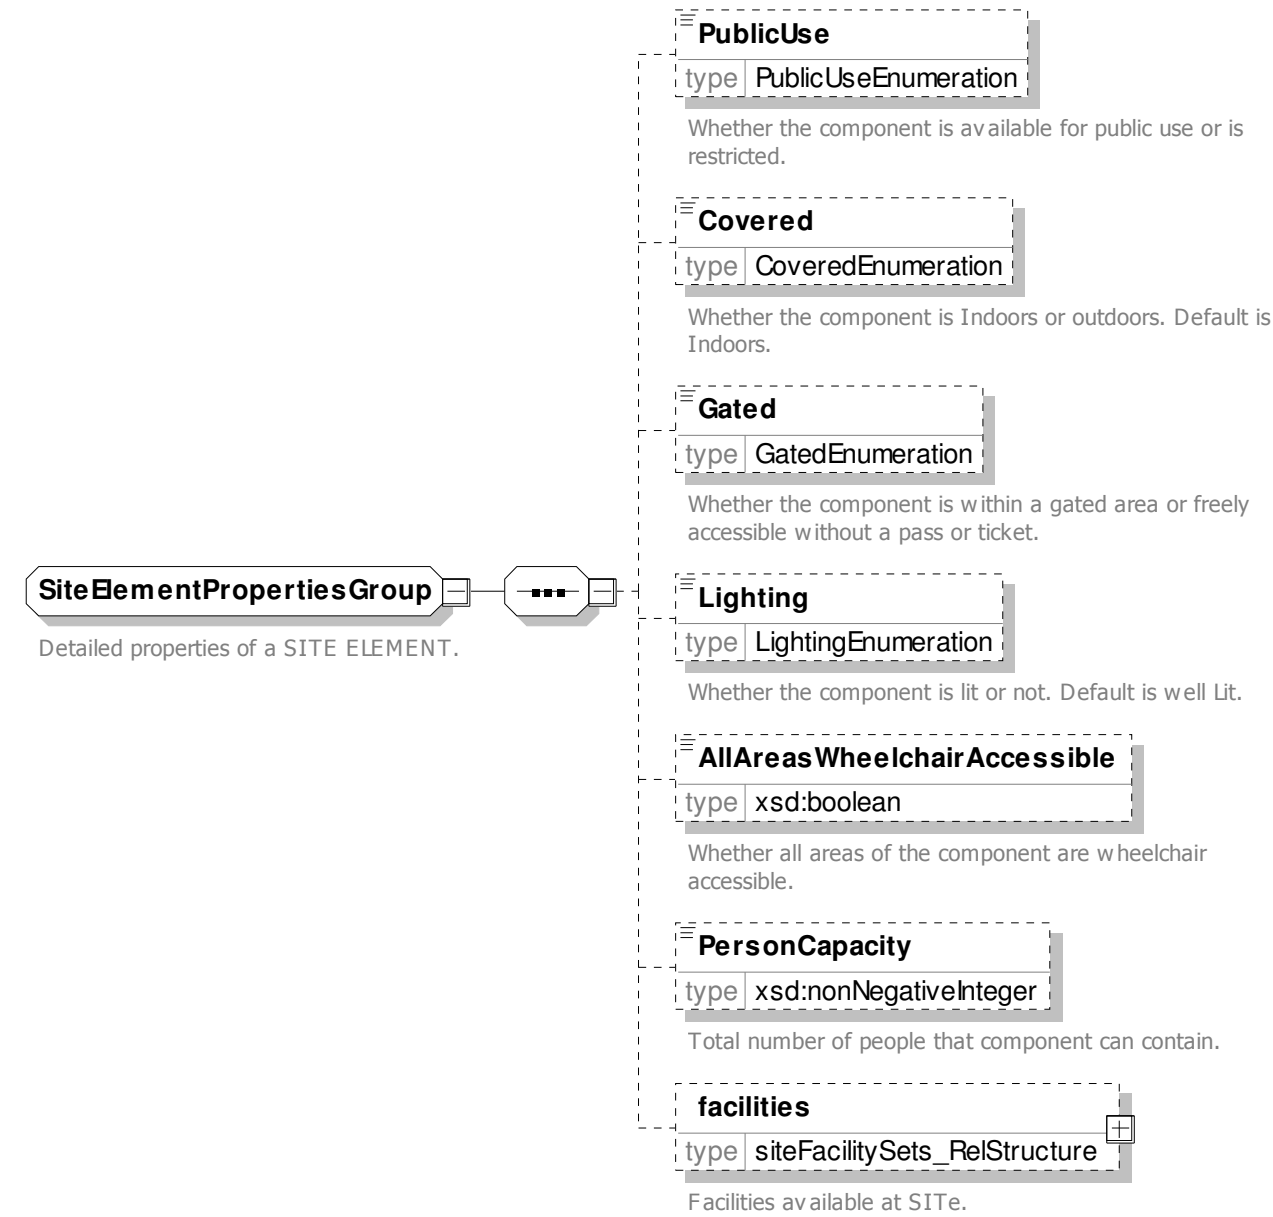 PublicUse
type PublicUseEnumeration
Whether the component is available for public use or is
restricted.
Covered
type CoveredEnumeration
Whether the component is Indoors or outdoors. Default is
Indoors.
Gated
type GatedEnumeration
Whether the component is within a gated area or freely
accessible without a pass or ticket.
SiteElementPropertiesGroup
Detailed properties of a SITE ELEMENT.
Lighting
type LightingEnumeration
Whether the component is lit or not. Default is well Lit.
AllAreasWheelchairAccessible
type xsd:boolean
Whether all areas of the component are wheelchair
accessible.
PersonCapacity
type xsd:nonNegativeInteger
Total number of people that component can contain.
facilities
type siteFacilitySets_RelStructure
Facilities available at SITe.